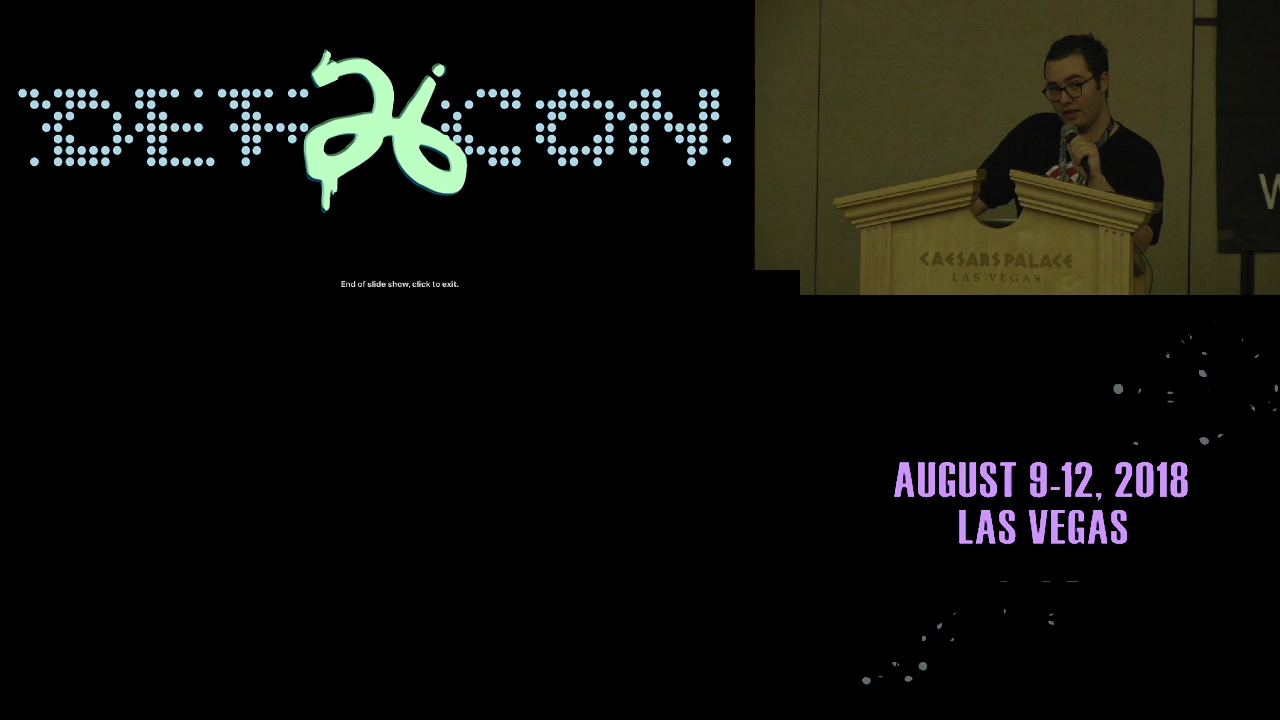 DEF 26 CON
End of slide show, click to exit.
CAESARS PALACE
LAS VEGAS
W
AUGUST 9-12, 2018
LAS VEGAS